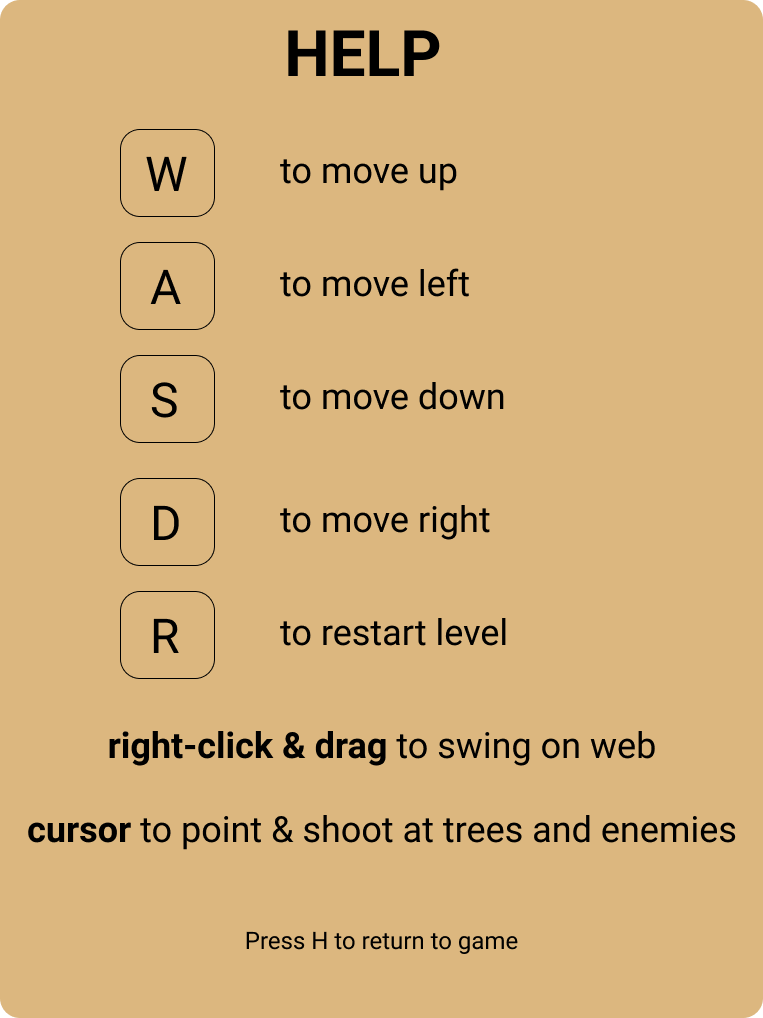 HELP
W to move up
A to move left
S to move down
D to move right
R to restart level
right-click & drag to swing on web
cursor to point & shoot at trees and enemies
Press H to return to game